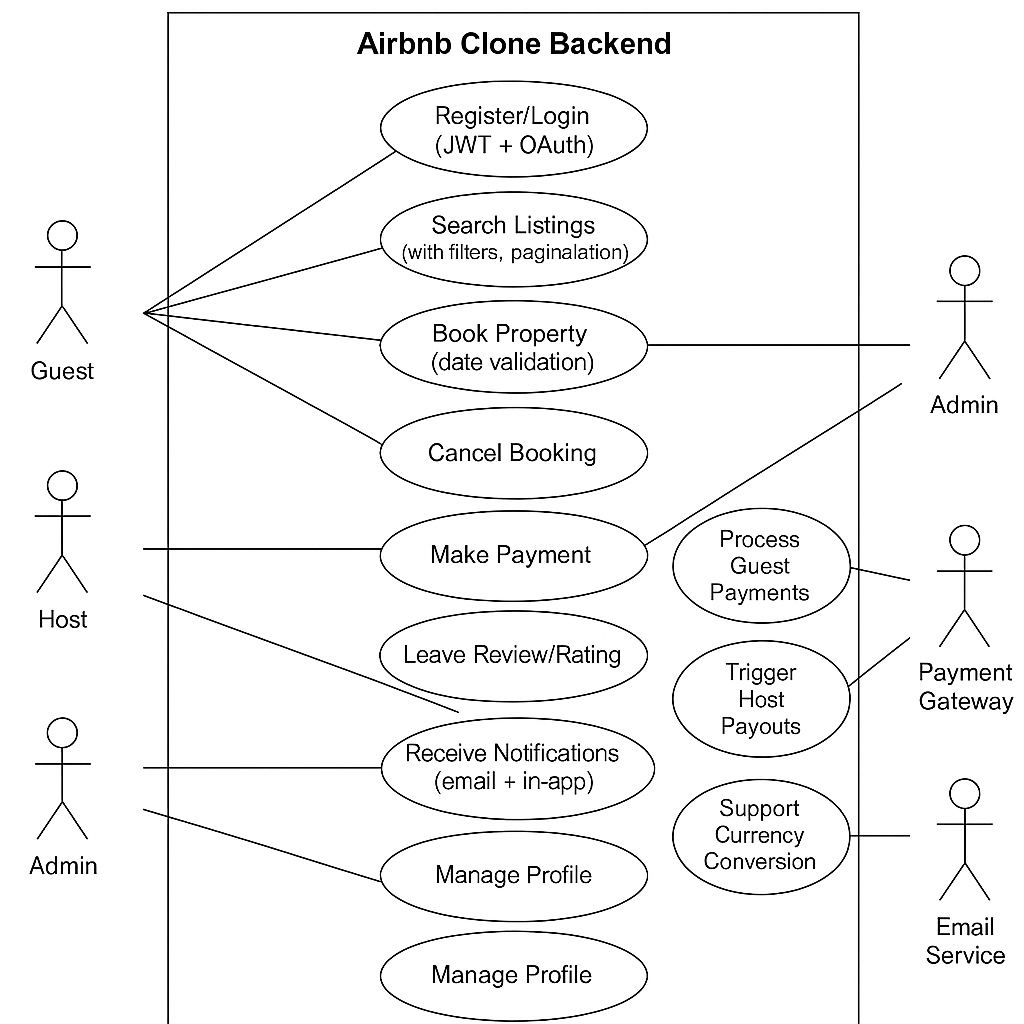 Airbnb Clone Backend
Register/Login
(JWT + OAuth)
Search Listings
(with filters, paginalation)
Book Property
(date validation)
Cancel Booking
Make Payment
Leave Review/Rating
Receive Notifications
(email + in-app)
Manage Profile
Manage Profile
Process
Guest
Payments
Trigger
Host
Payouts
Support
Currency
Conversion
Guest
Host
Admin
Admin
Payment
Gateway
Email
Service